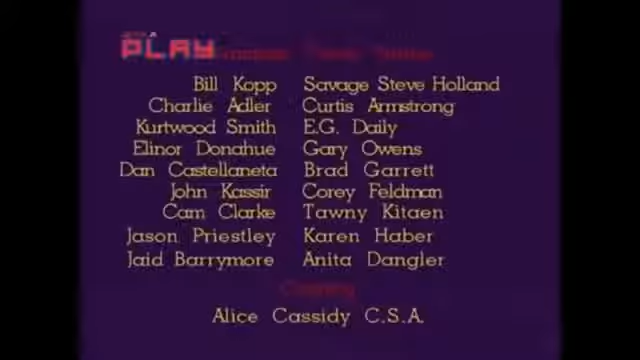 PLAY
Bill Kopp Savage Steve Holland
Charlie Adler Curtis Armstrong
Kurtwood Smith E.G. Daily
Elinor Donahue Gary Owens
Dan Castellaneta Brad Garrett
John Kassir Corey Feldman
Cam Clarke Tawny Kitaen
Jason Priestley Karen Haber
Jaid Barrymore Anita Dangler
Casting
Alice Cassidy C.S.A.